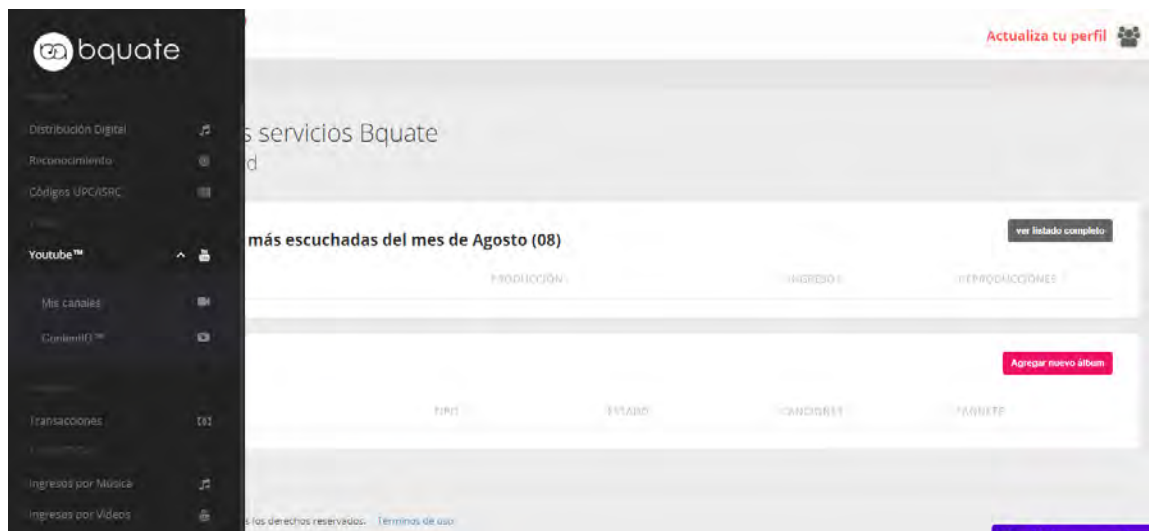 bquate
Actualiza tu perfil
Distribución Digital
Reconocimiento
Códigos UPC/ISRC
s servicios Bquate
d
Youtube™
más escuchadas del mes de Agosto (08)
ver listado completo
PRODUCCIÓN
INGRESOS
REPRODUCCIONES
Mis canales
ContentID™
Agregar nuevo álbum
TIPO
ESTADO
CANCIONES
PAQUETE
Transacciones
Ingresos por Música
Ingresos por Videos
s los derechos reservados. Términos de uso